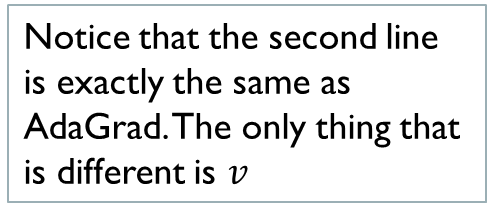 Notice that the second line
is exactly the same as
AdaGrad. The only thing that
is different is 𝑣